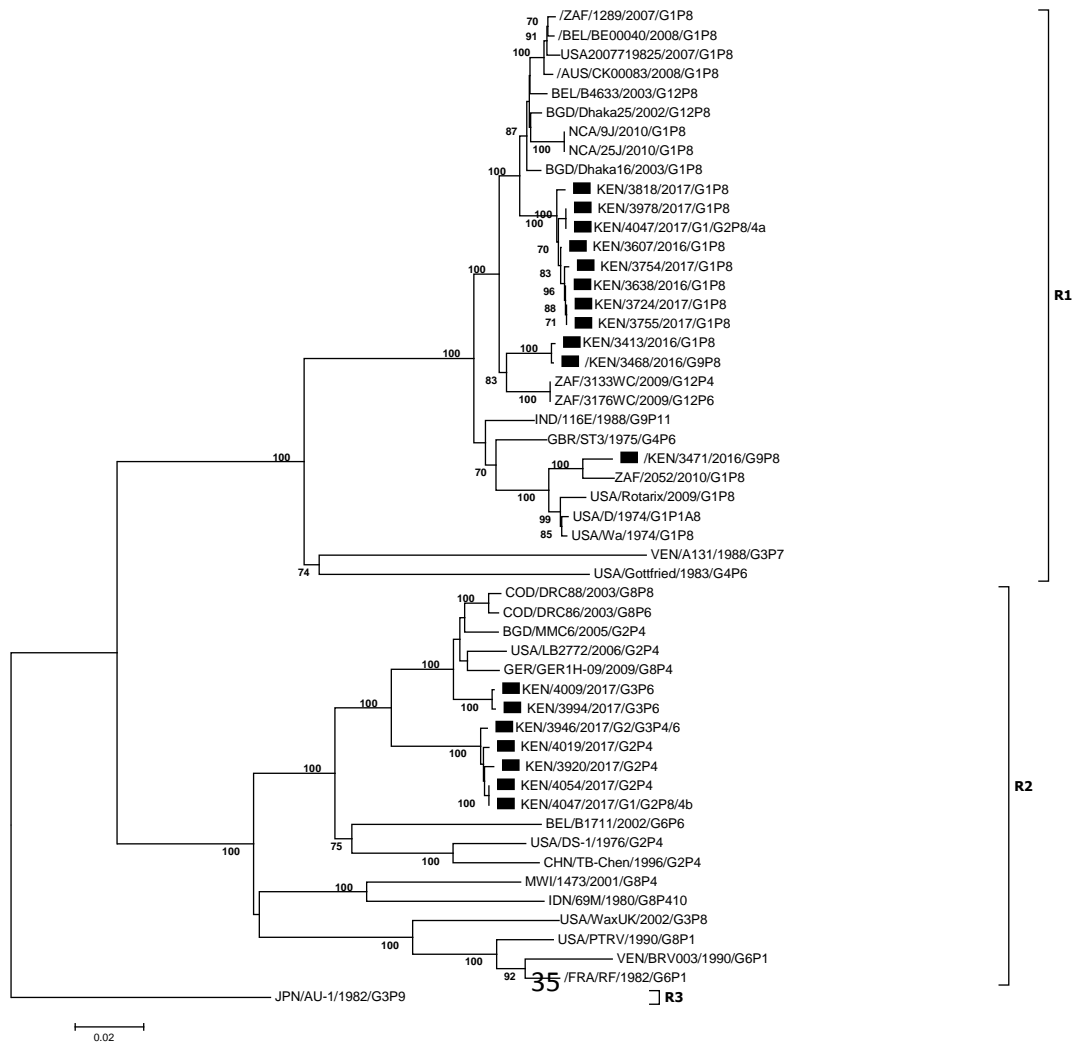 /ZAF/1289/2007/G1P8
70
/BEL/BE00040/2008/G1P8
91
USA2007719825/2007/G1P8
100
/AUS/CK00083/2008/G1P8
BEL/B4633/2003/G12P8
BGD/Dhaka25/2002/G12P8
87
NCA/9J/2010/G1P8
NCA/25J/2010/G1P8
100
BGD/Dhaka16/2003/G1P8
100
KEN/3818/2017/G1P8
KEN/3978/2017/G1P8
100
100
KEN/4047/2017/G1/G2P8/4a
KEN/3607/2016/G1P8
70
KEN/3754/2017/G1P8
100
83
KEN/3638/2016/G1P8
96
KEN/3724/2017/G1P8
88
KEN/3755/2017/G1P8
71
R1
KEN/3413/2016/G1P8
100
100
/KEN/3468/2016/G9P8
83
ZAF/3133WC/2009/G12P4
ZAF/3176WC/2009/G12P6
100
IND/116E/1988/G9P11
GBR/ST3/1975/G4P6
100
/KEN/3471/2016/G9P8
100
70
ZAF/2052/2010/G1P8
USA/Rotarix/2009/G1P8
100
USA/D/1974/G1P1A8
99
USA/Wa/1974/G1P8
85
VEN/A131/1988/G3P7
USA/Gottfried/1983/G4P6
74
COD/DRC88/2003/G8P8
100
COD/DRC86/2003/G8P6
BGD/MMC6/2005/G2P4
USA/LB2772/2006/G2P4
GER/GER1H-09/2009/G8P4
100
KEN/4009/2017/G3P6
KEN/3994/2017/G3P6
100
100
KEN/3946/2017/G2/G3P4/6
KEN/4019/2017/G2P4
100
KEN/3920/2017/G2P4
100
KEN/4054/2017/G2P4
R2
KEN/4047/2017/G1/G2P8/4b
100
BEL/B1711/2002/G6P6
USA/DS-1/1976/G2P4
75
100
CHN/TB-Chen/1996/G2P4
100
MWI/1473/2001/G8P4
100
IDN/69M/1980/G8P410
USA/WaxUK/2002/G3P8
USA/PTRV/1990/G8P1
100
VEN/BRV003/1990/G6P1
100
/FRA/RF/1982/G6P1
92
35
JPN/AU-1/1982/G3P9
R3
0.02